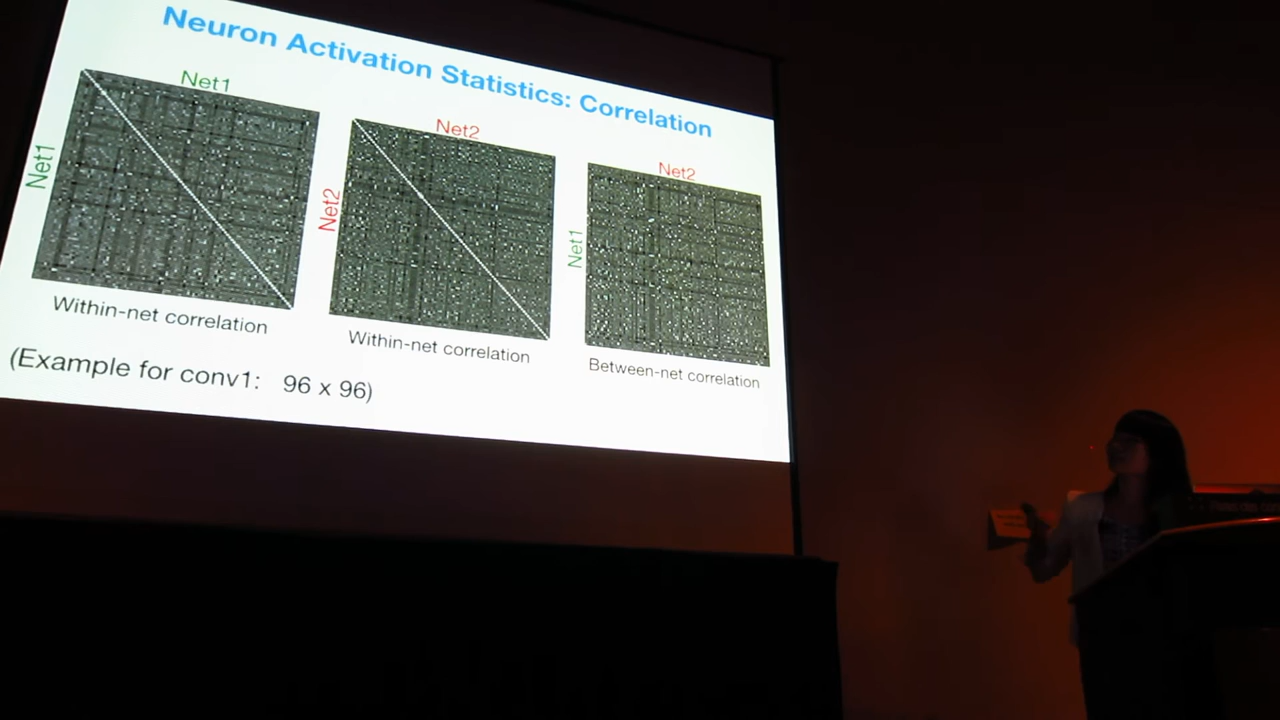 Neuron Activation Statistics: Correlation
Net1
Net2
Net2
Net1
Net2
Net1
Within-net correlation
Within-net correlation
Between-net correlation
(Example for conv1: 96 x 96)